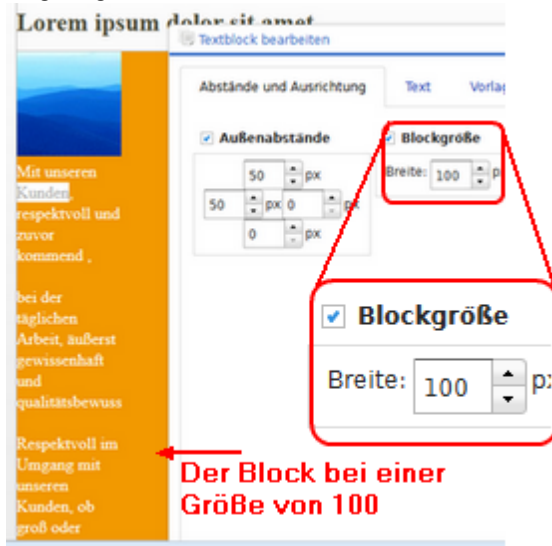 Lorem ipsum dolor sit amet
Textblock bearbeiten
Abstände und Ausrichtung Text Vorlag
Außenabstände
50 px
50 px 0 px
0 px
Blockgröße
Breite: 100 p
Mit unseren
Kunden,
respektvoll und
zuvor
kommend ,
bei der
täglichen
Arbeit, äußerst
gewissenhaft
und
qualitätsbewuss
Respektvoll im
Umgang mit
unseren
Kunden, ob
groß oder
Blockgröße
Breite: 100 px
Der Block bei einer
Größe von 100